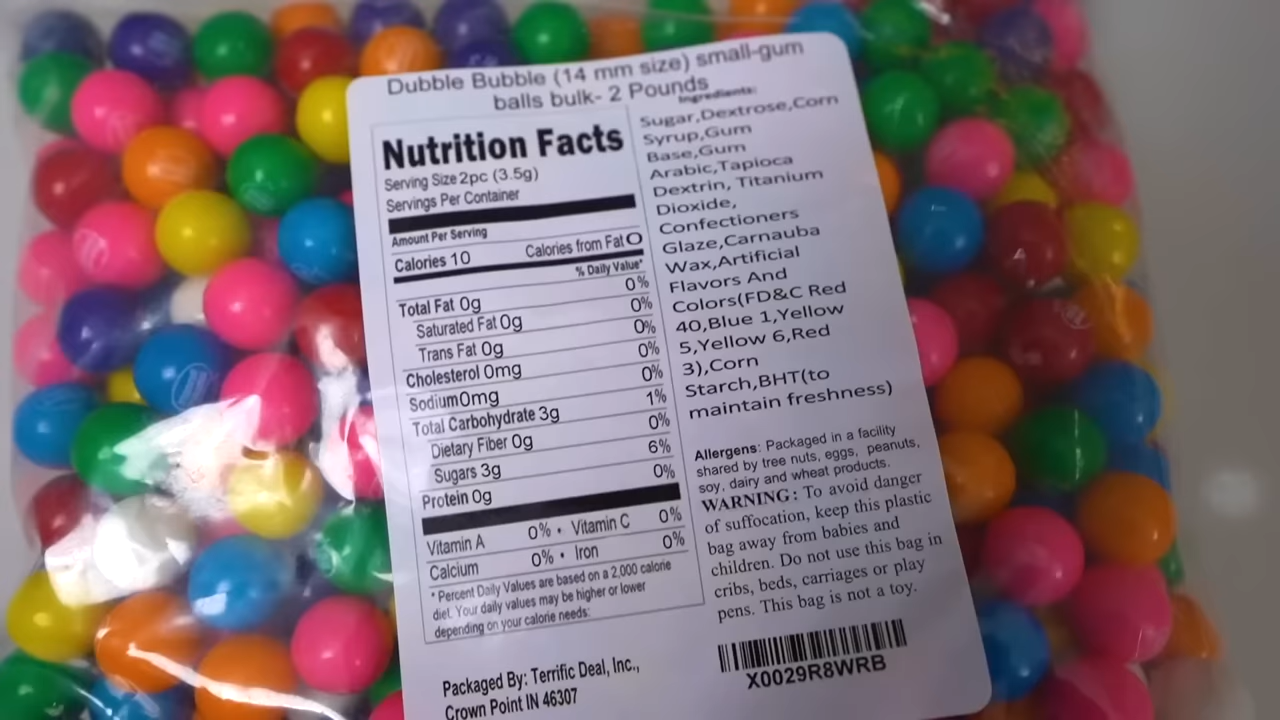 Dubble Bubble (14 mm size) small-gum
balls bulk- 2 Pounds
Nutrition Facts
Serving Size 2pc (3.5g)
Servings Per Container
Amount Per Serving
Calories 10 Calories from Fat 0
% Daily Value*
Total Fat 0g 0%
Saturated Fat 0g 0%
Trans Fat 0g 0%
Cholesterol 0mg 0%
Sodium 0mg 0%
Total Carbohydrate 3g 1%
Dietary Fiber 0g 0%
Sugars 3g 6%
Protein 0g 0%
Vitamin A 0% • Vitamin C 0%
Calcium 0% • Iron 0%
* Percent Daily Values are based on a 2,000 calorie
diet. Your daily values may be higher or lower
depending on your calorie needs:
Packaged By: Terrific Deal, Inc.,
Crown Point IN 46307
Ingredients:
Sugar,Dextrose,Corn
Syrup,Gum
Base,Gum
Arabic,Tapioca
Dextrin, Titanium
Dioxide,
Confectioners
Glaze,Carnauba
Wax,Artificial
Flavors And
Colors(FD&C Red
40,Blue 1,Yellow
5,Yellow 6,Red
3),Corn
Starch,BHT(to
maintain freshness)
Allergens: Packaged in a facility
shared by tree nuts, eggs, peanuts,
soy, dairy and wheat products.
WARNING: To avoid danger
of suffocation, keep this plastic
bag away from babies and
children. Do not use this bag in
cribs, beds, carriages or play
pens. This bag is not a toy.
X0029R8WRB